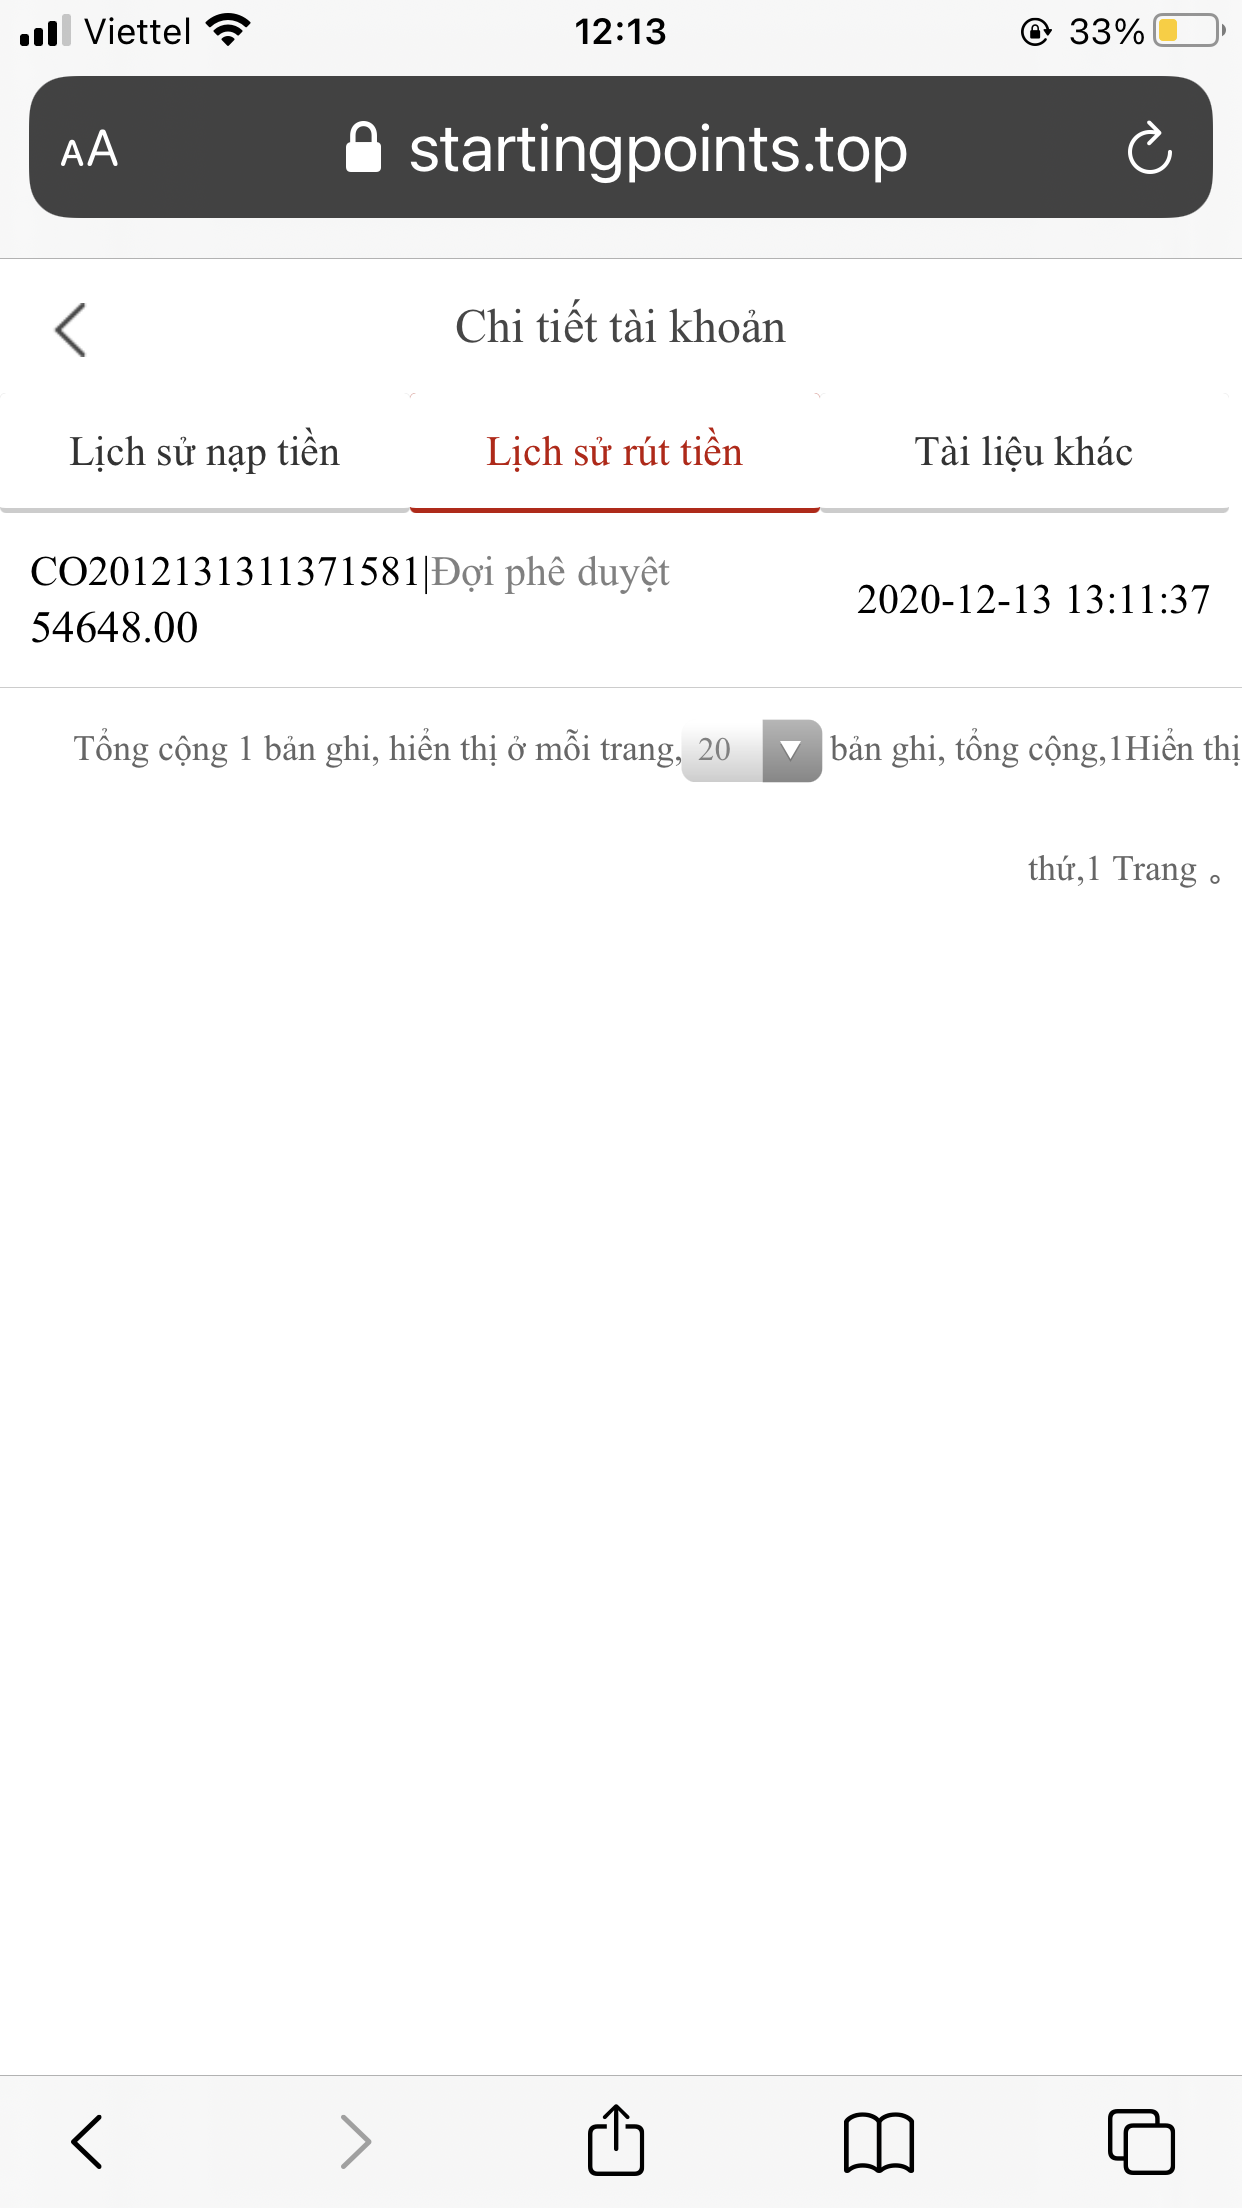 Viettel 12:13 33%
AA startingpoints.top
Chi tiết tài khoản
Lịch sử nạp tiền Lịch sử rút tiền Tài liệu khác
CO2012131311371581|Đợi phê duyệt
54648.00
2020-12-13 13:11:37
Tổng cộng 1 bản ghi, hiển thị ở mỗi trang, 20 bản ghi, tổng cộng,1Hiển thị
thứ,1 Trang 。